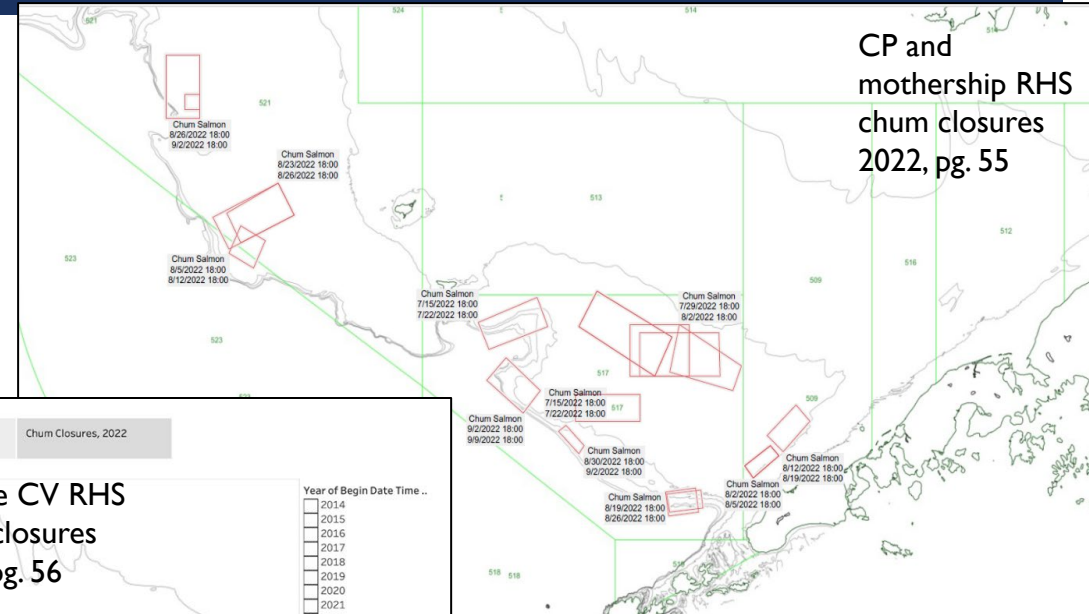 521
524
514
514
CP and
mothership RHS
chum closures
2022, pg. 55
521
Chum Salmon
8/26/2022 18:00
9/2/2022 18:00
Chum Salmon
8/23/2022 18:00
8/26/2022 18:00
513
512
523
Chum Salmon
8/5/2022 18:00
8/12/2022 18:00
516
509
Chum Salmon
7/15/2022 18:00
7/22/2022 18:00
Chum Salmon
7/29/2022 18:00
8/2/2022 18:00
523
517
Chum Salmon
7/15/2022 18:00
7/22/2022 18:00
517
509
Chum Salmon
9/2/2022 18:00
9/9/2022 18:00
Chum Salmon
8/30/2022 18:00
9/2/2022 18:00
Chum Salmon
8/12/2022 18:00
8/19/2022 18:00
Chum Salmon
8/2/2022 18:00
8/5/2022 18:00
Chum Salmon
8/19/2022 18:00
8/26/2022 18:00
518 518
Chum Closures, 2022
e CV RHS
closures
pg. 56
Year of Begin Date Time ..
2014
2015
2016
2017
2018
2019
2020
2021